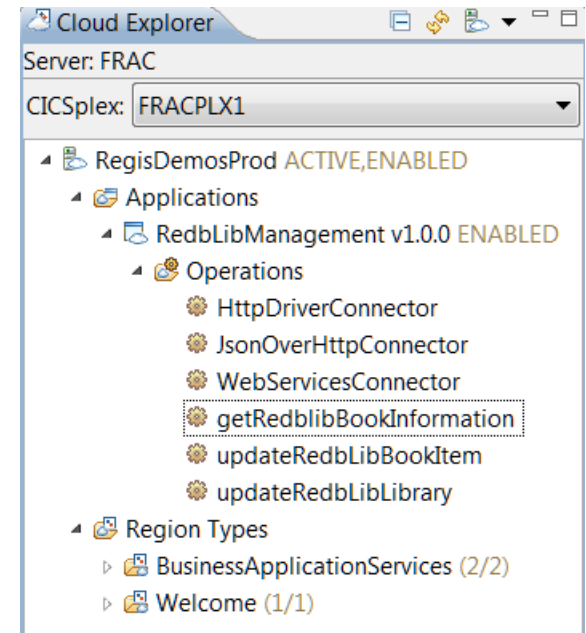 Cloud Explorer
Server: FRAC
CICSplex: FRACPLX1
RegisDemosProd ACTIVE,ENABLED
Applications
RedbLibManagement v1.0.0 ENABLED
Operations
HttpDriverConnector
JsonOverHttpConnector
WebServicesConnector
getRedblibBookInformation
updateRedbLibBookItem
updateRedbLibLibrary
Region Types
BusinessApplicationServices (2/2)
Welcome (1/1)